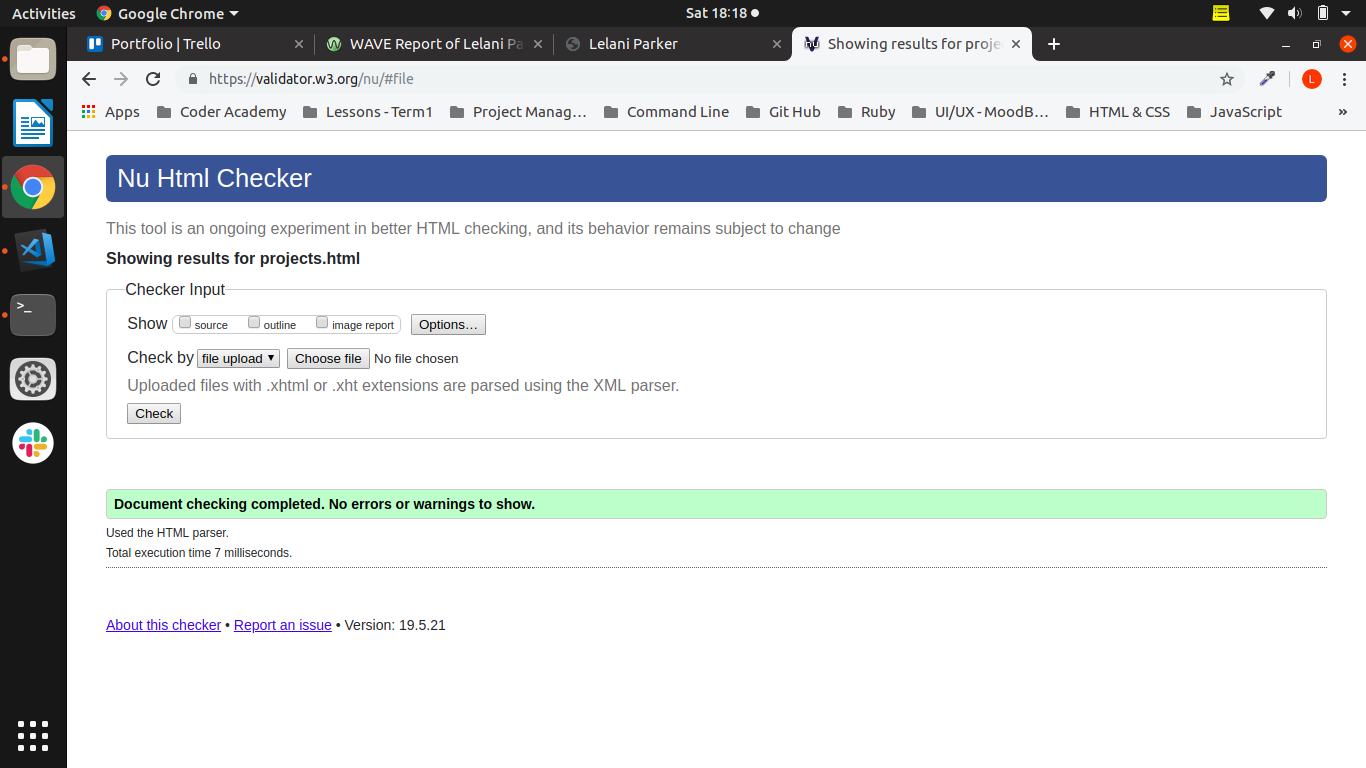 Activities Google Chrome Sat 18:18
Portfolio | Trello WAVE Report of Lelani Pa Lelani Parker Showing results for proje
https://validator.w3.org/nu/#file L
Apps Coder Academy Lessons - Term1 Project Manag… Command Line Git Hub Ruby UI/UX - MoodB… HTML & CSS JavaScript »
Nu Html Checker
This tool is an ongoing experiment in better HTML checking, and its behavior remains subject to change
Showing results for projects.html
Checker Input
Show source outline image report Options…
Check by file upload Choose file No file chosen
Uploaded files with .xhtml or .xht extensions are parsed using the XML parser.
Check
Document checking completed. No errors or warnings to show.
Used the HTML parser.
Total execution time 7 milliseconds.
About this checker • Report an issue • Version: 19.5.21